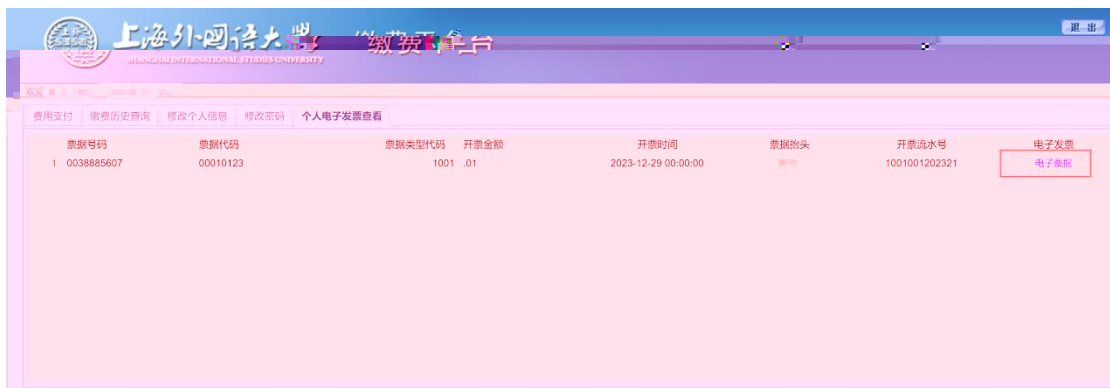 上海外国语大学 缴费平台
退 出
SHANGHAI INTERNATIONAL STUDIES UNIVERSITY
费用支付 缴费历史查询 修改个人信息 修改密码 个人电子发票查看
票据号码 票据代码 票据类型代码 开票金额 开票时间 票据抬头 开票流水号 电子发票
1 0038885607 00010123 1001 .01 2023-12-29 00:00:00 1001001202321 电子票据